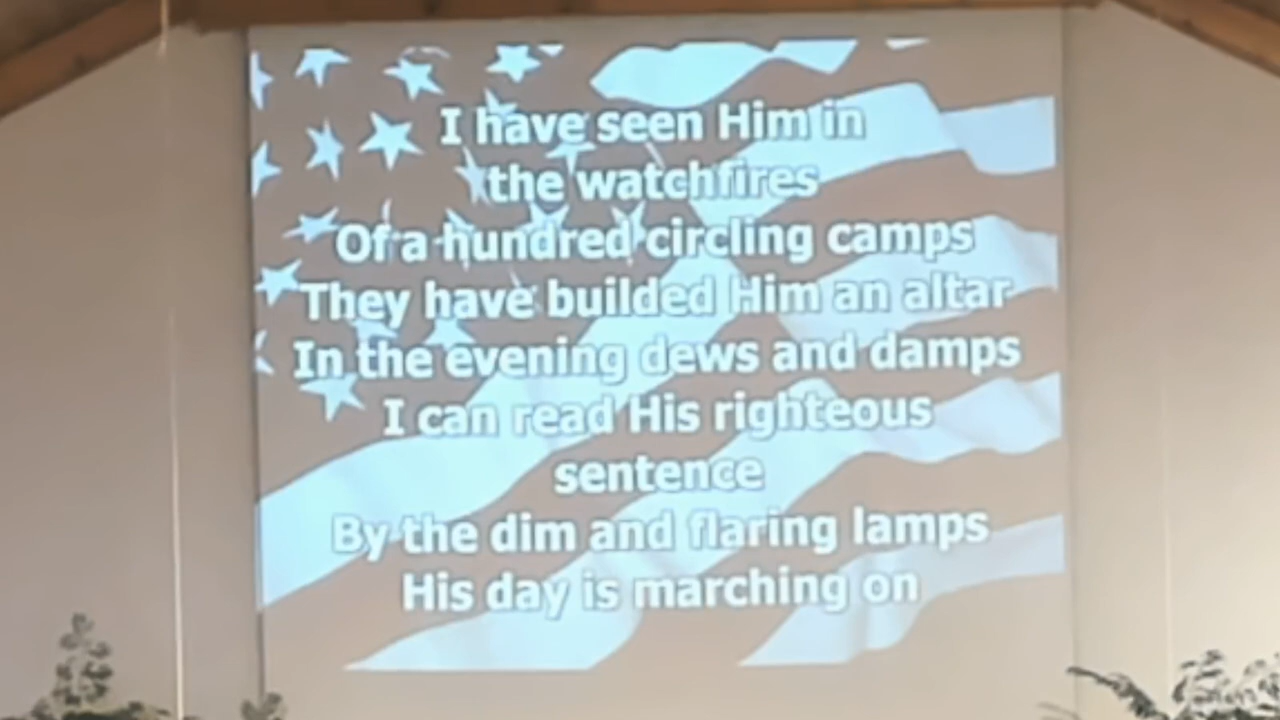 I have seen Him in
the watchfires
Of a hundred circling camps
They have builded Him an altar
In the evening dews and damps
I can read His righteous
sentence
By the dim and flaring lamps
His day is marching on